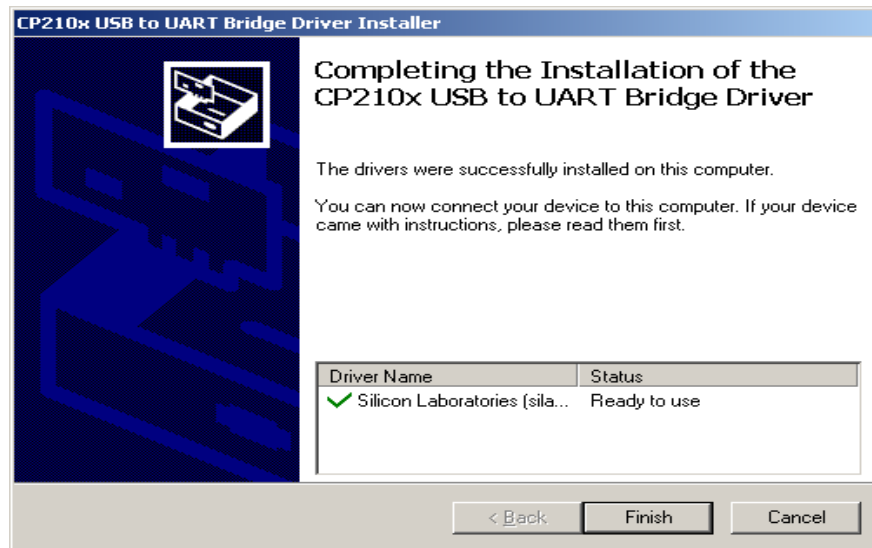 CP210x USB to UART Bridge Driver Installer
Completing the Installation of the
CP210x USB to UART Bridge Driver
The drivers were successfully installed on this computer.
You can now connect your device to this computer. If your device
came with instructions, please read them first.
Driver Name Status
Silicon Laboratories (sila... Ready to use
< Back Finish Cancel